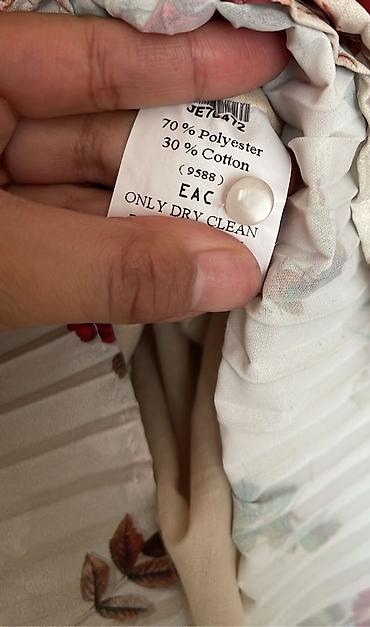 70 % Polyester
30 % Cotton
( 9588 )
EAC
ONLY DRY CLEAN